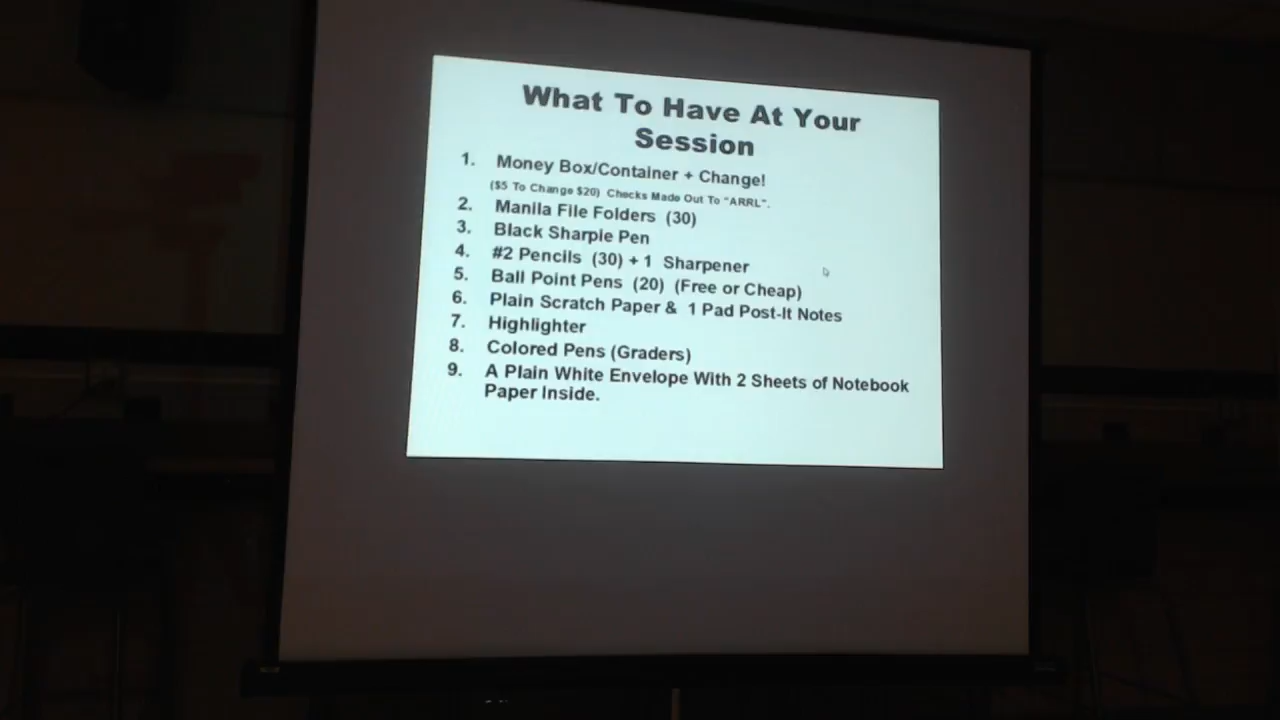 What To Have At Your
Session
1. Money Box/Container + Change!
($5 To Change $20) Checks Made Out To "ARRL".
2. Manila File Folders (30)
3. Black Sharpie Pen
4. #2 Pencils (30) + 1 Sharpener
5. Ball Point Pens (20) (Free or Cheap)
6. Plain Scratch Paper & 1 Pad Post-It Notes
7. Highlighter
8. Colored Pens (Graders)
9. A Plain White Envelope With 2 Sheets of Notebook
Paper Inside.